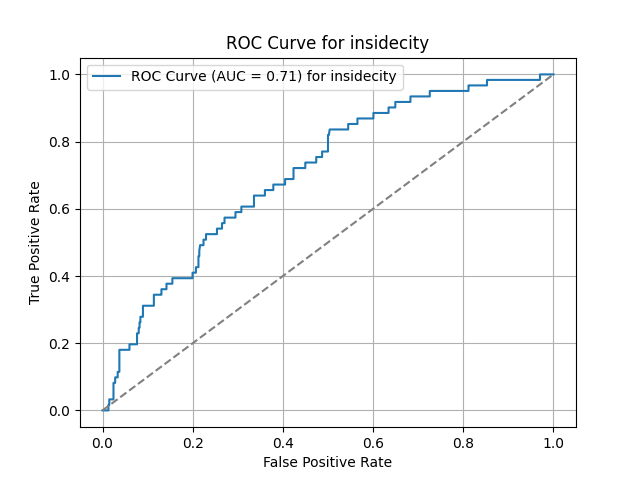 ROC Curve for insidecity
ROC Curve (AUC = 0.71) for insidecity
1.0
0.8
0.6
0.4
0.2
0.0
True Positive Rate
0.0 0.2 0.4 0.6 0.8 1.0
False Positive Rate